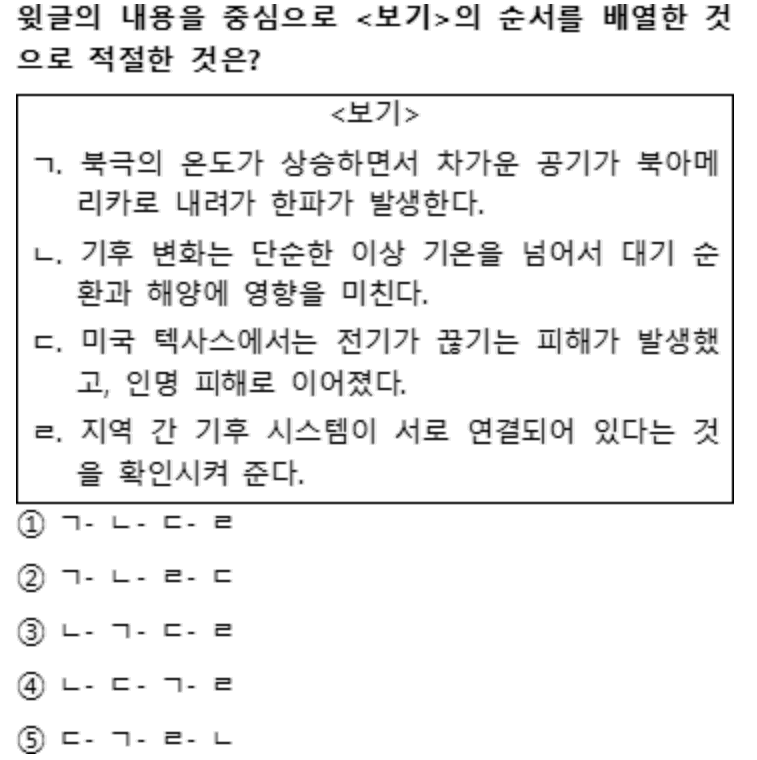 윗글의 내용을 중심으로 <보기>의 순서를 배열한 것
으로 적절한 것은?
<보기>
ㄱ. 북극의 온도가 상승하면서 차가운 공기가 북아메
리카로 내려가 한파가 발생한다.
ㄴ. 기후 변화는 단순한 이상 기온을 넘어서 대기 순
환과 해양에 영향을 미친다.
ㄷ. 미국 텍사스에서는 전기가 끊기는 피해가 발생했
고, 인명 피해로 이어졌다.
ㄹ. 지역 간 기후 시스템이 서로 연결되어 있다는 것
을 확인시켜 준다.
① ㄱ- ㄴ- ㄷ- ㄹ
② ㄱ- ㄴ- ㄹ- ㄷ
③ ㄴ- ㄱ- ㄷ- ㄹ
④ ㄴ- ㄷ- ㄱ- ㄹ
⑤ ㄷ- ㄱ- ㄹ- ㄴ